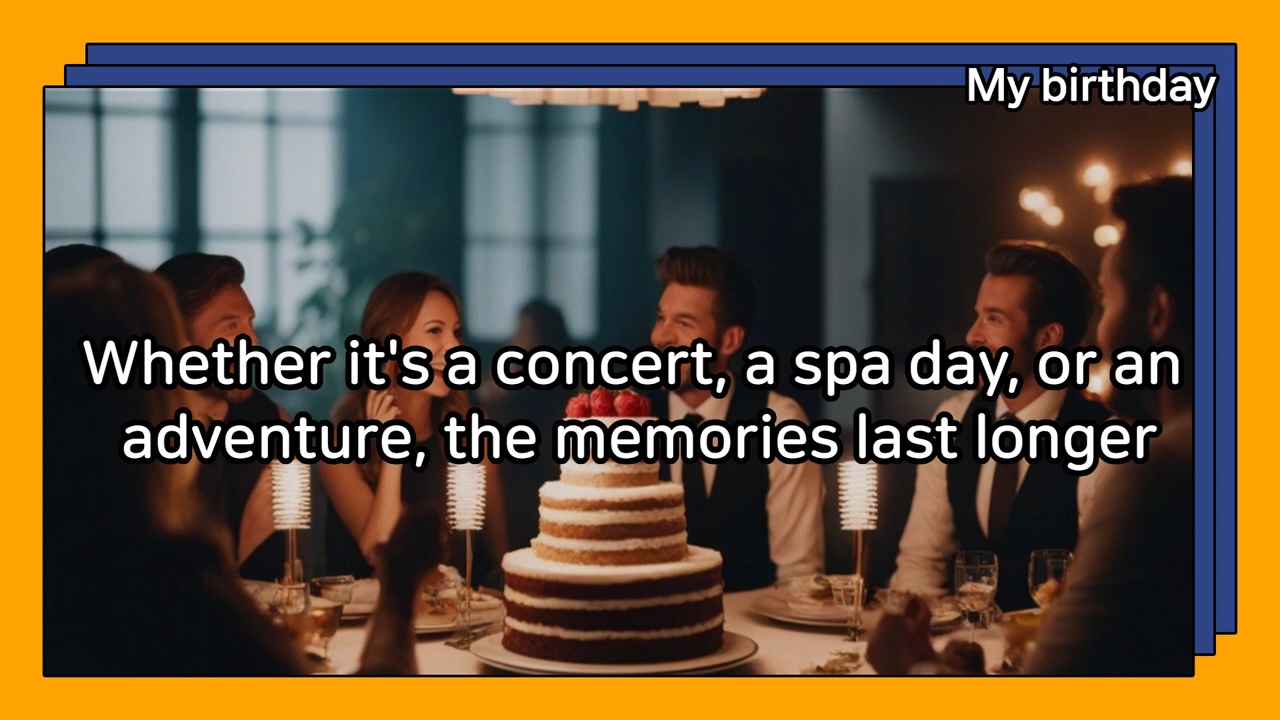 My birthday
Whether it's a concert, a spa day, or an
adventure, the memories last longer